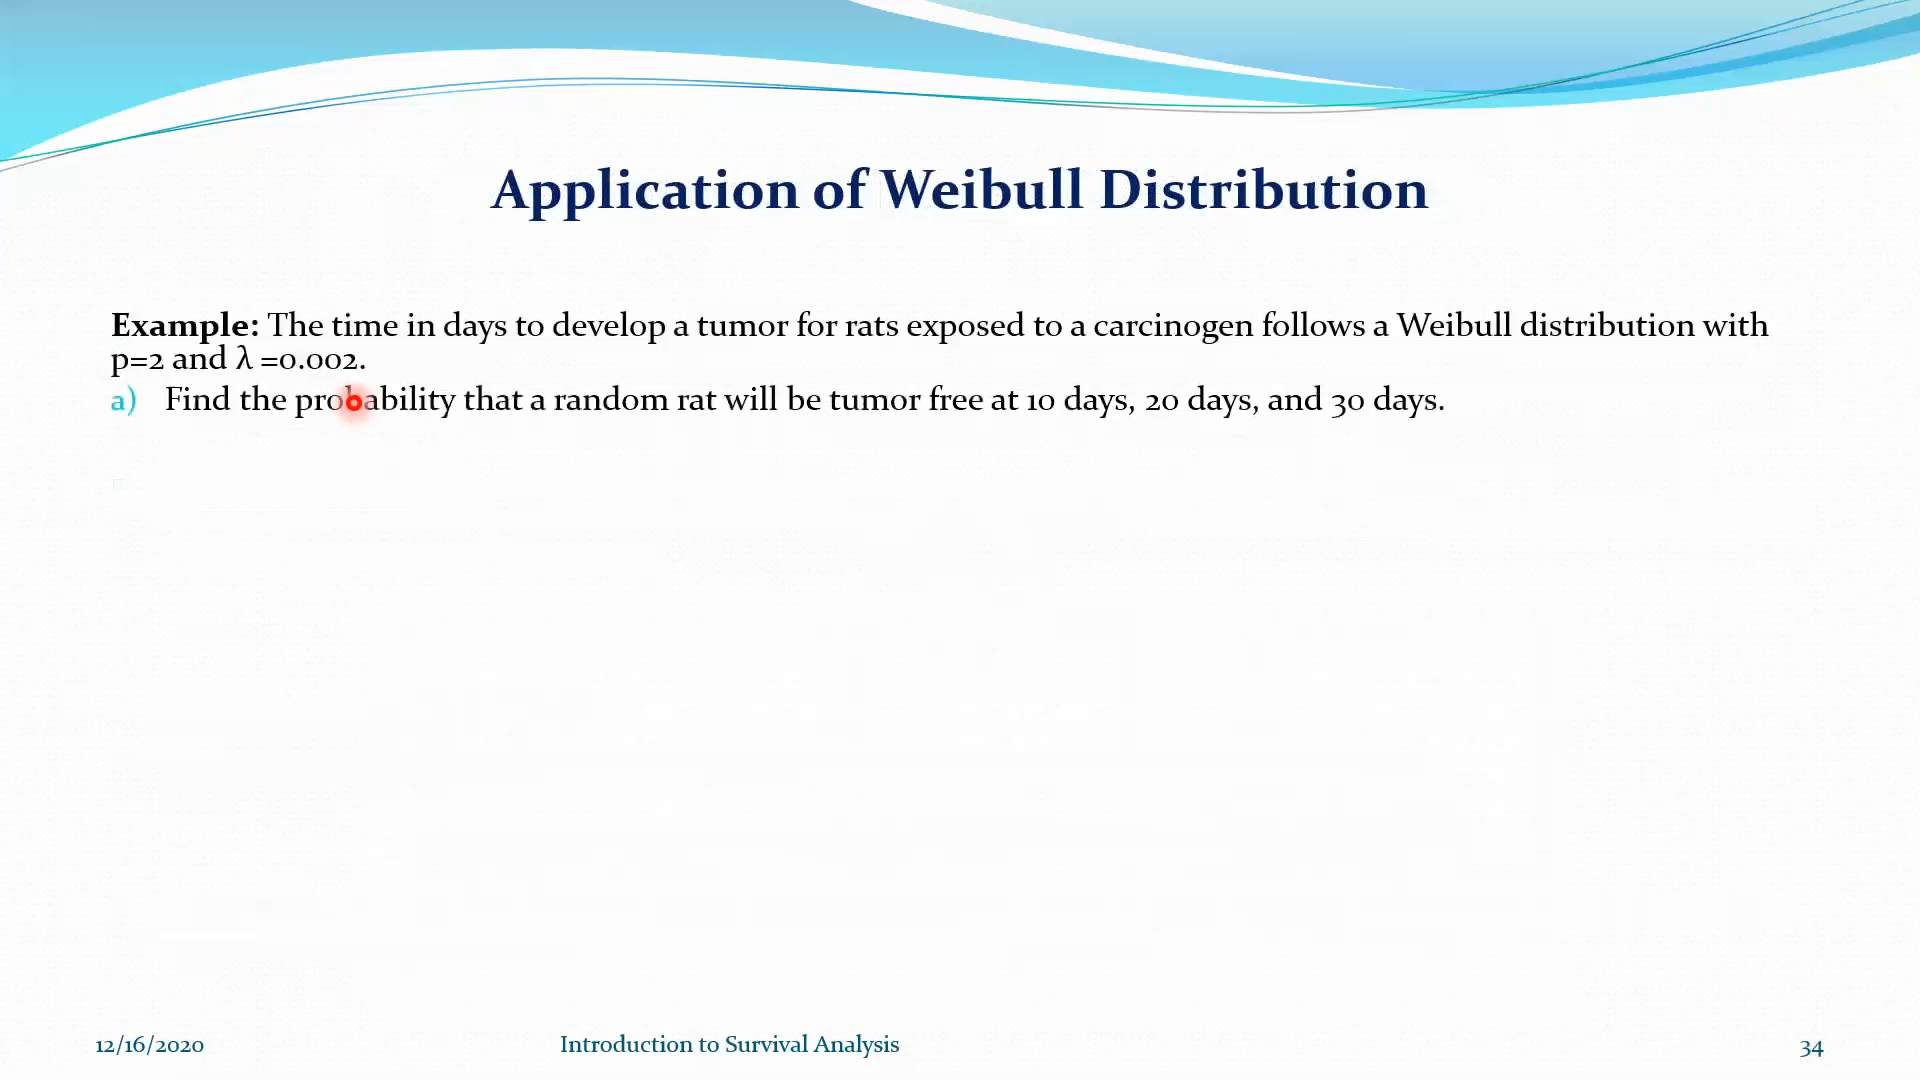 Application of Weibull Distribution
Example: The time in days to develop a tumor for rats exposed to a carcinogen follows a Weibull distribution with
p=2 and λ =0.002.
a) Find the probability that a random rat will be tumor free at 10 days, 20 days, and 30 days.
12/16/2020
Introduction to Survival Analysis
34